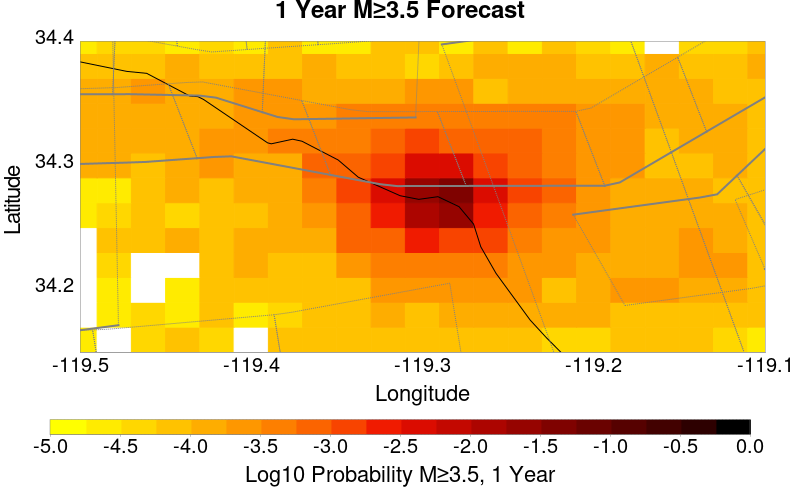 1 Year M≥3.5 Forecast
34.4
34.3
34.2
Latitude
-119.5 -119.4 -119.3 -119.2 -119.1
Longitude
-5.0 -4.5 -4.0 -3.5 -3.0 -2.5 -2.0 -1.5 -1.0 -0.5 0.0
Log10 Probability M≥3.5, 1 Year